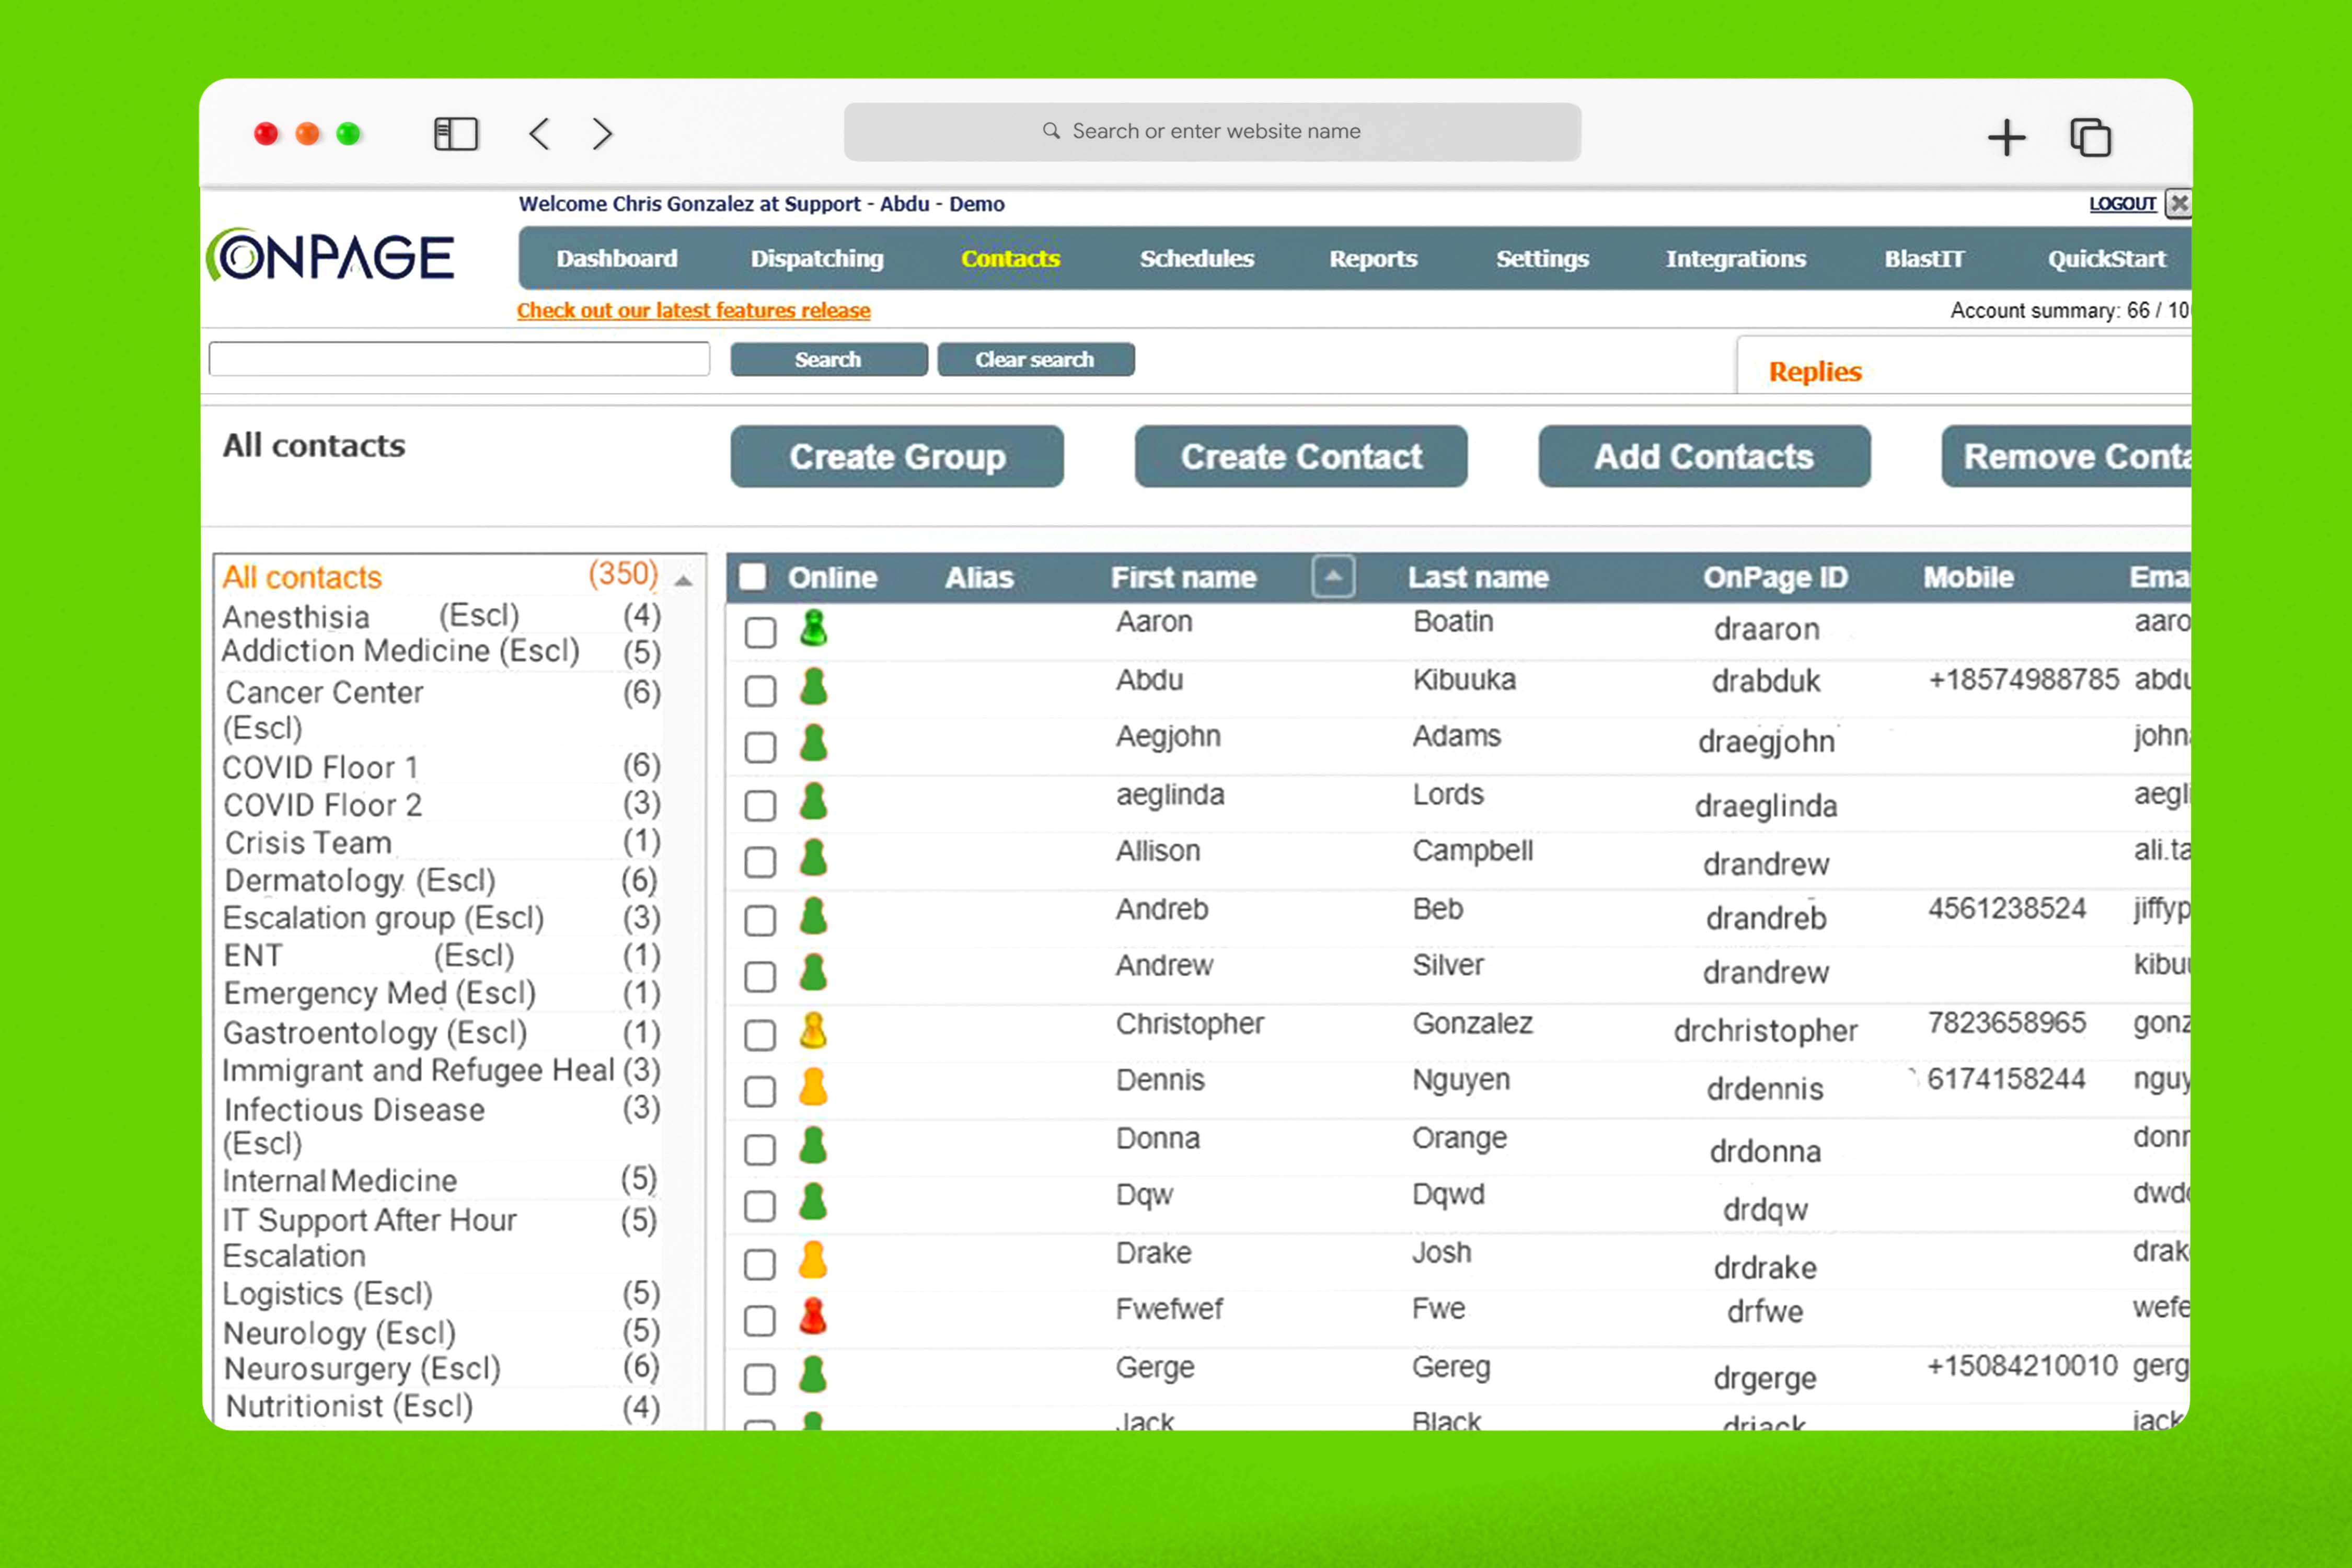 Search or enter website name
Welcome Chris Gonzalez at Support - Abdu - Demo
LOGOUT
ONPAGE
Dashboard Dispatching Contacts Schedules Reports Settings Integrations BlastIT QuickStart
Check out our latest features release
Account summary: 66 / 10
Search Clear search
Replies
All contacts
Create Group Create Contact Add Contacts Remove Conta
All contacts (350)
Anesthisia (Escl) (4)
Addiction Medicine (Escl) (5)
Cancer Center (6)
(Escl)
COVID Floor 1 (6)
COVID Floor 2 (3)
Crisis Team (1)
Dermatology (Escl) (6)
Escalation group (Escl) (3)
ENT (Escl) (1)
Emergency Med (Escl) (1)
Gastroentology (Escl) (1)
Immigrant and Refugee Heal (3)
Infectious Disease (3)
(Escl)
Internal Medicine (5)
IT Support After Hour (5)
Escalation
Logistics (Escl) (5)
Neurology (Escl) (5)
Neurosurgery (Escl) (6)
Nutritionist (Escl) (4)
Online Alias First name Last name OnPage ID Mobile Ema
Aaron Boatin draaron aaro
Abdu Kibuuka drabduk +18574988785 abdu
Aegjohn Adams draegjohn john
aeglinda Lords draeglinda aegli
Allison Campbell drandrew ali.ta
Andreb Beb drandreb 4561238524 jiffyp
Andrew Silver drandrew kibuu
Christopher Gonzalez drchristopher 7823658965 gonz
Dennis Nguyen drdennis 6174158244 nguy
Donna Orange drdonna donn
Dqw Dqwd drdqw dwd
Drake Josh drdrake drak
Fwefwef Fwe drfwe wefe
Gerge Gereg drgerge +15084210010 gerg
Jack Black drjack jack